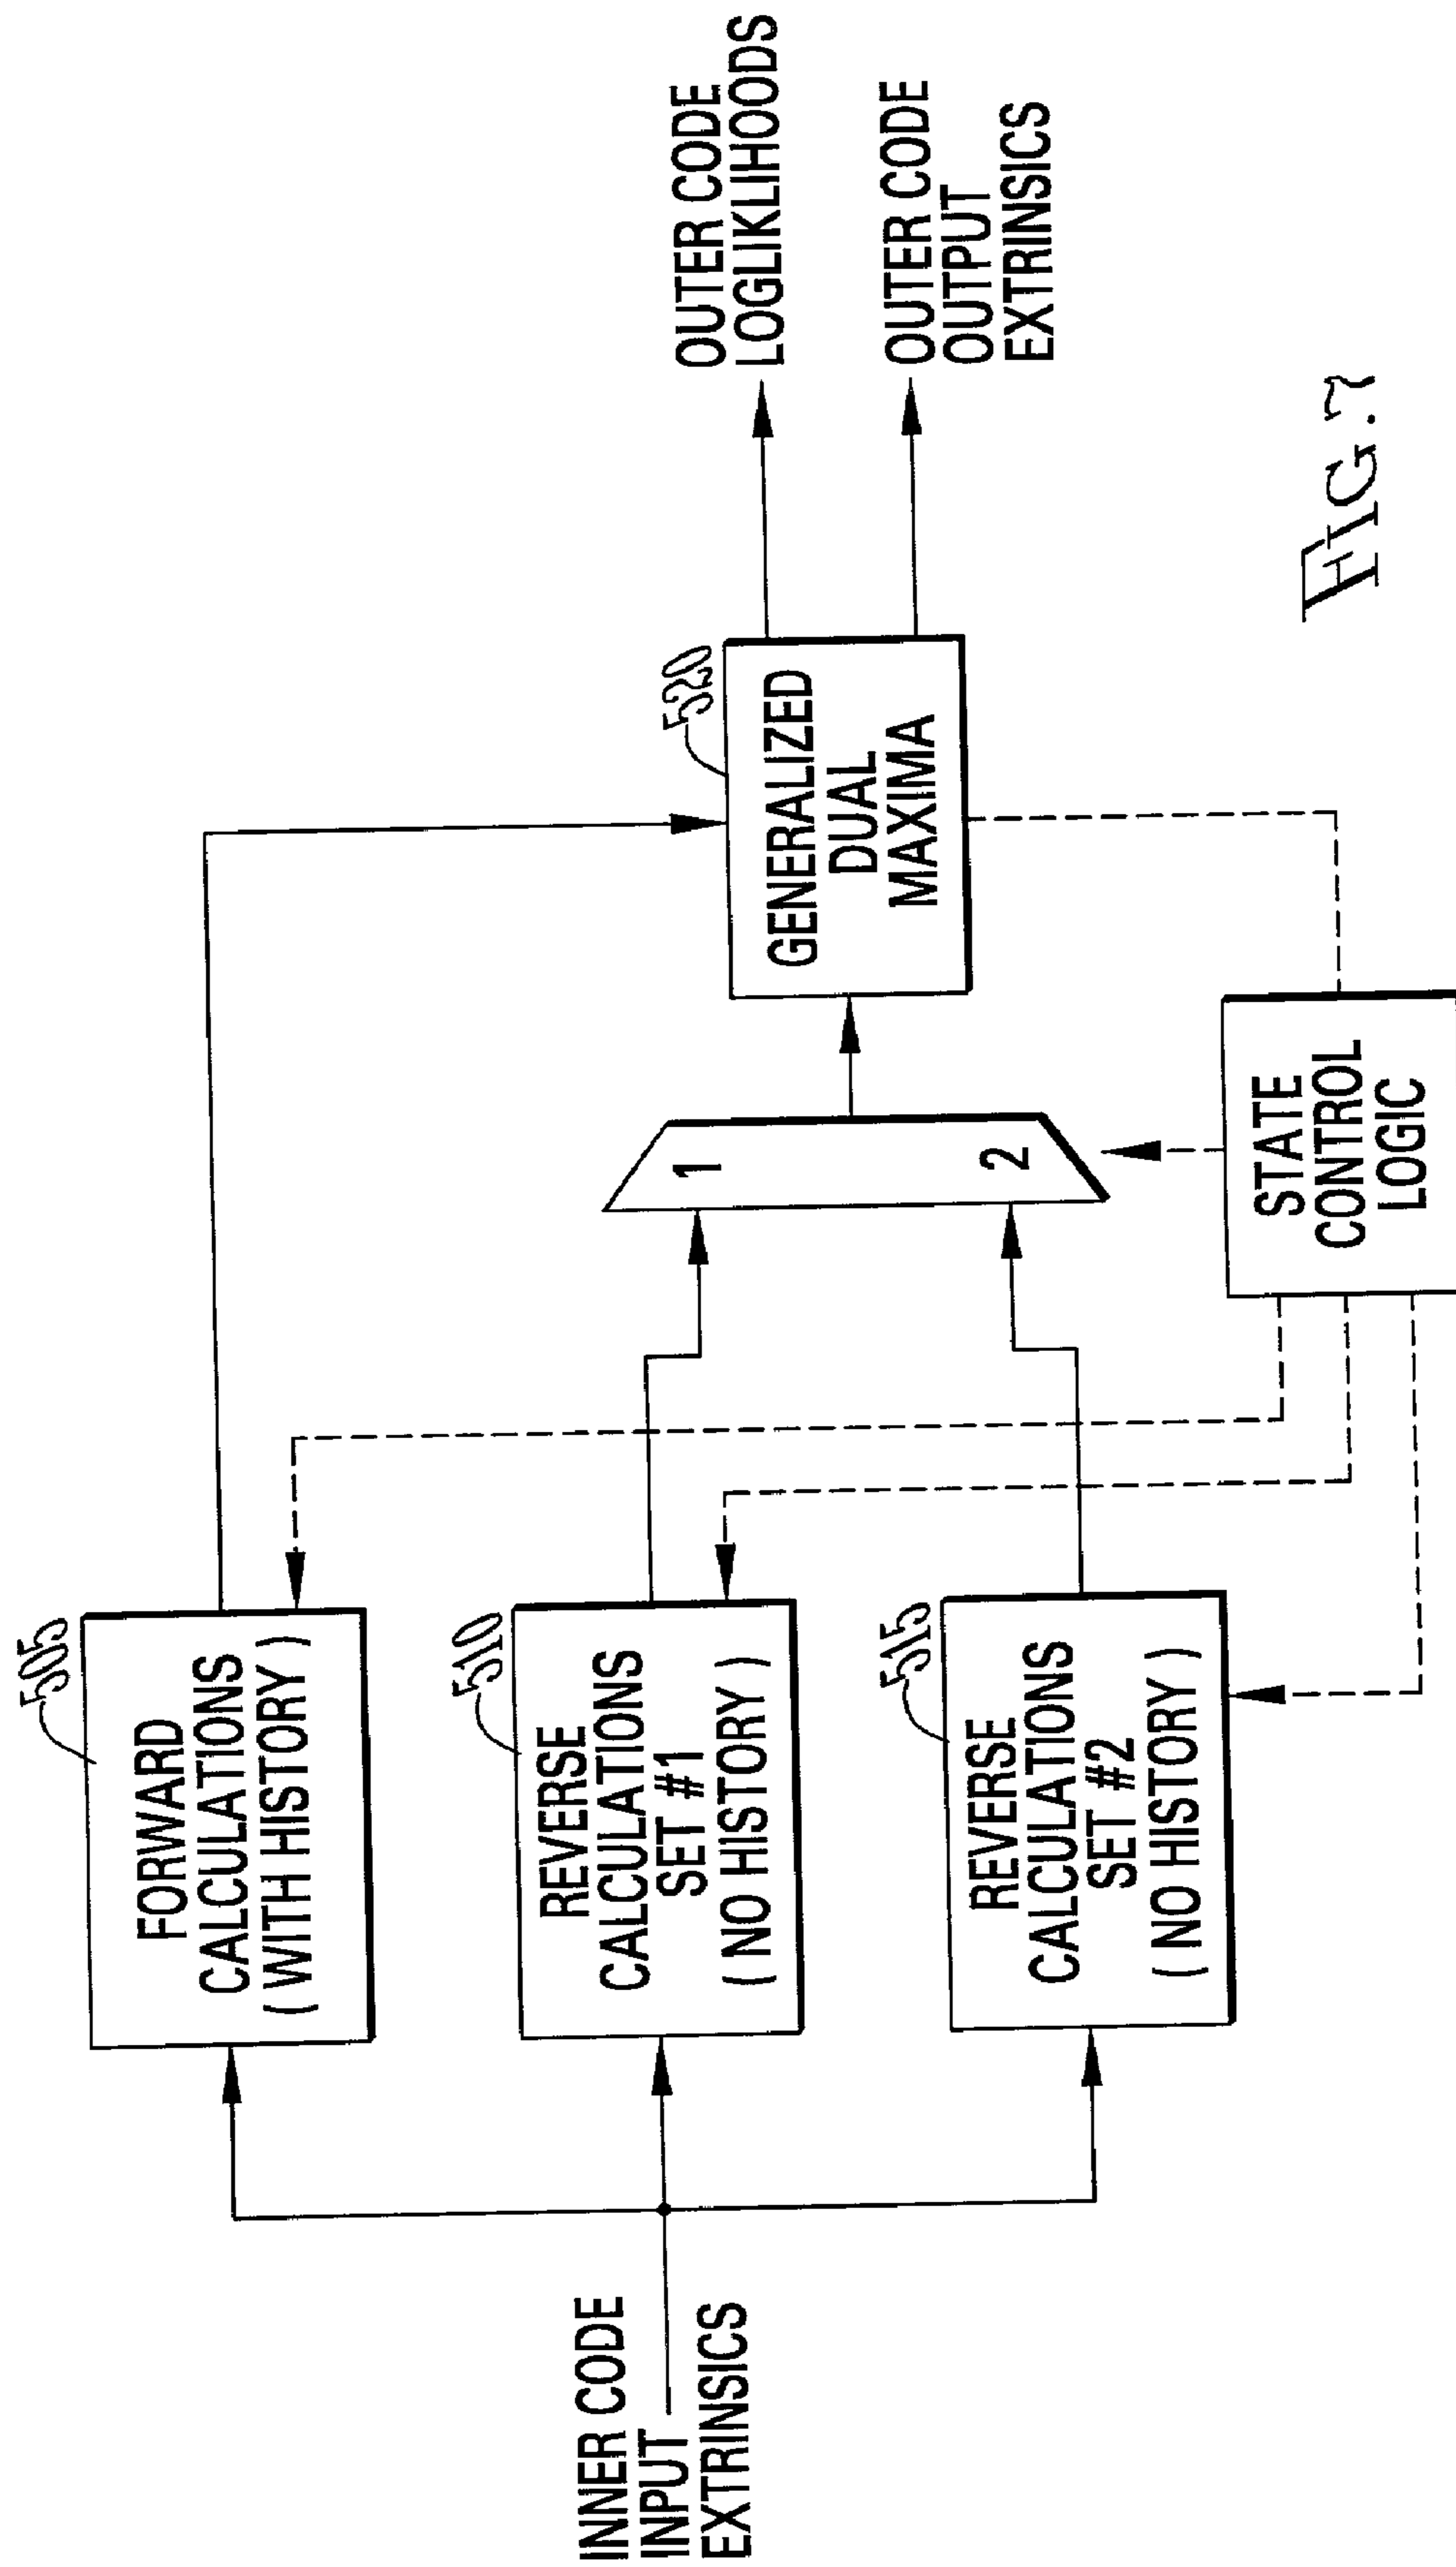 INNER CODE
INPUT
EXTRINSICS
505
FORWARD
CALCULATIONS
( WITH HISTORY )
510
REVERSE
CALCULATIONS
SET #1
( NO HISTORY )
515
REVERSE
CALCULATIONS
SET #2
( NO HISTORY )
1
2
STATE
CONTROL
LOGIC
520
GENERALIZED
DUAL
MAXIMA
OUTER CODE
LOGLIKLIHOODS
OUTER CODE
OUTPUT
EXTRINSICS
FIG. 7